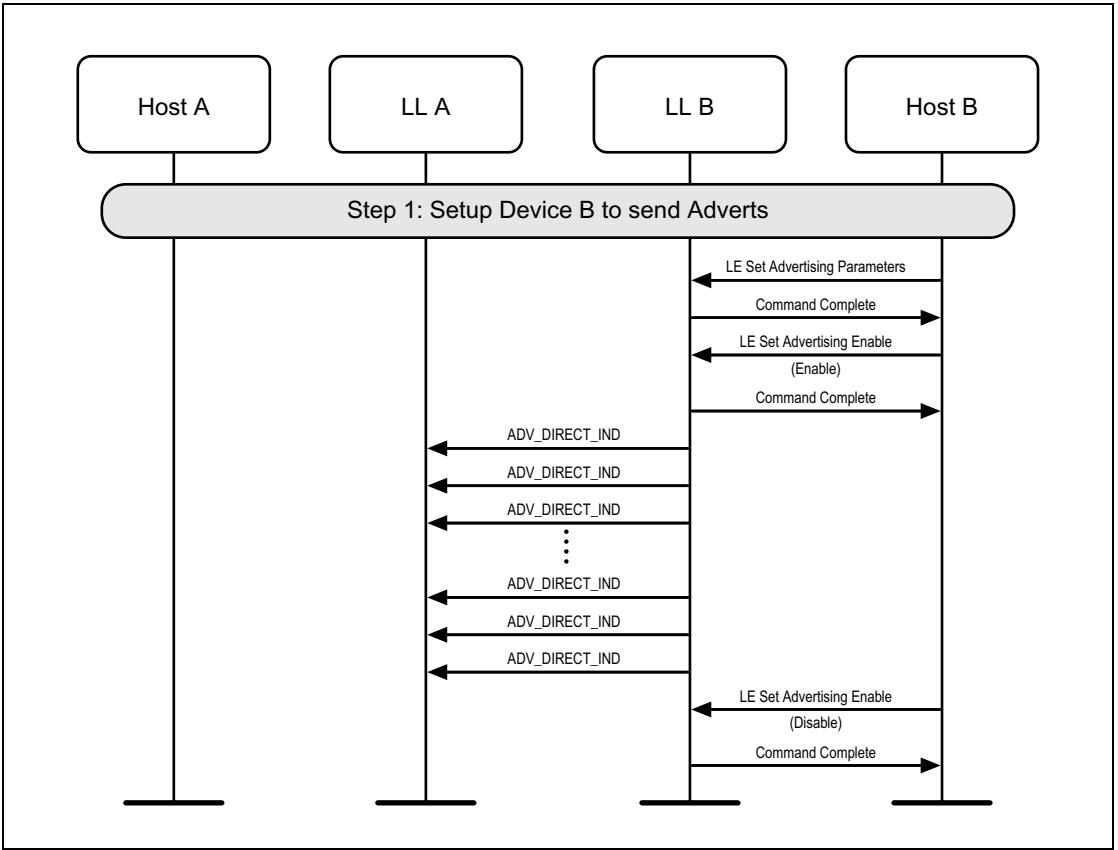 Host A
LL A
LL B
Host B
Step 1: Setup Device B to send Adverts
LE Set Advertising Parameters
Command Complete
LE Set Advertising Enable
(Enable)
Command Complete
ADV_DIRECT_IND
ADV_DIRECT_IND
ADV_DIRECT_IND
ADV_DIRECT_IND
ADV_DIRECT_IND
ADV_DIRECT_IND
LE Set Advertising Enable
(Disable)
Command Complete